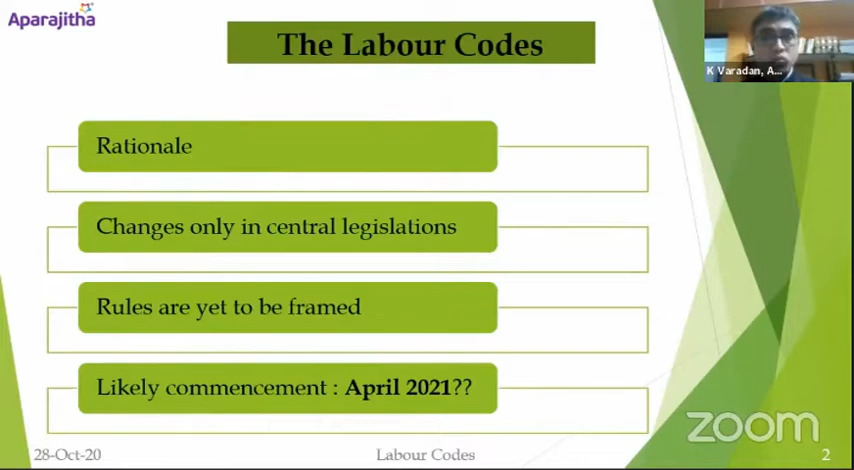 Aparajitha
The Labour Codes
K Varadan, A...
Rationale
Changes only in central legislations
Rules are yet to be framed
Likely commencement : April 2021??
zoom
28-Oct-20
Labour Codes
2